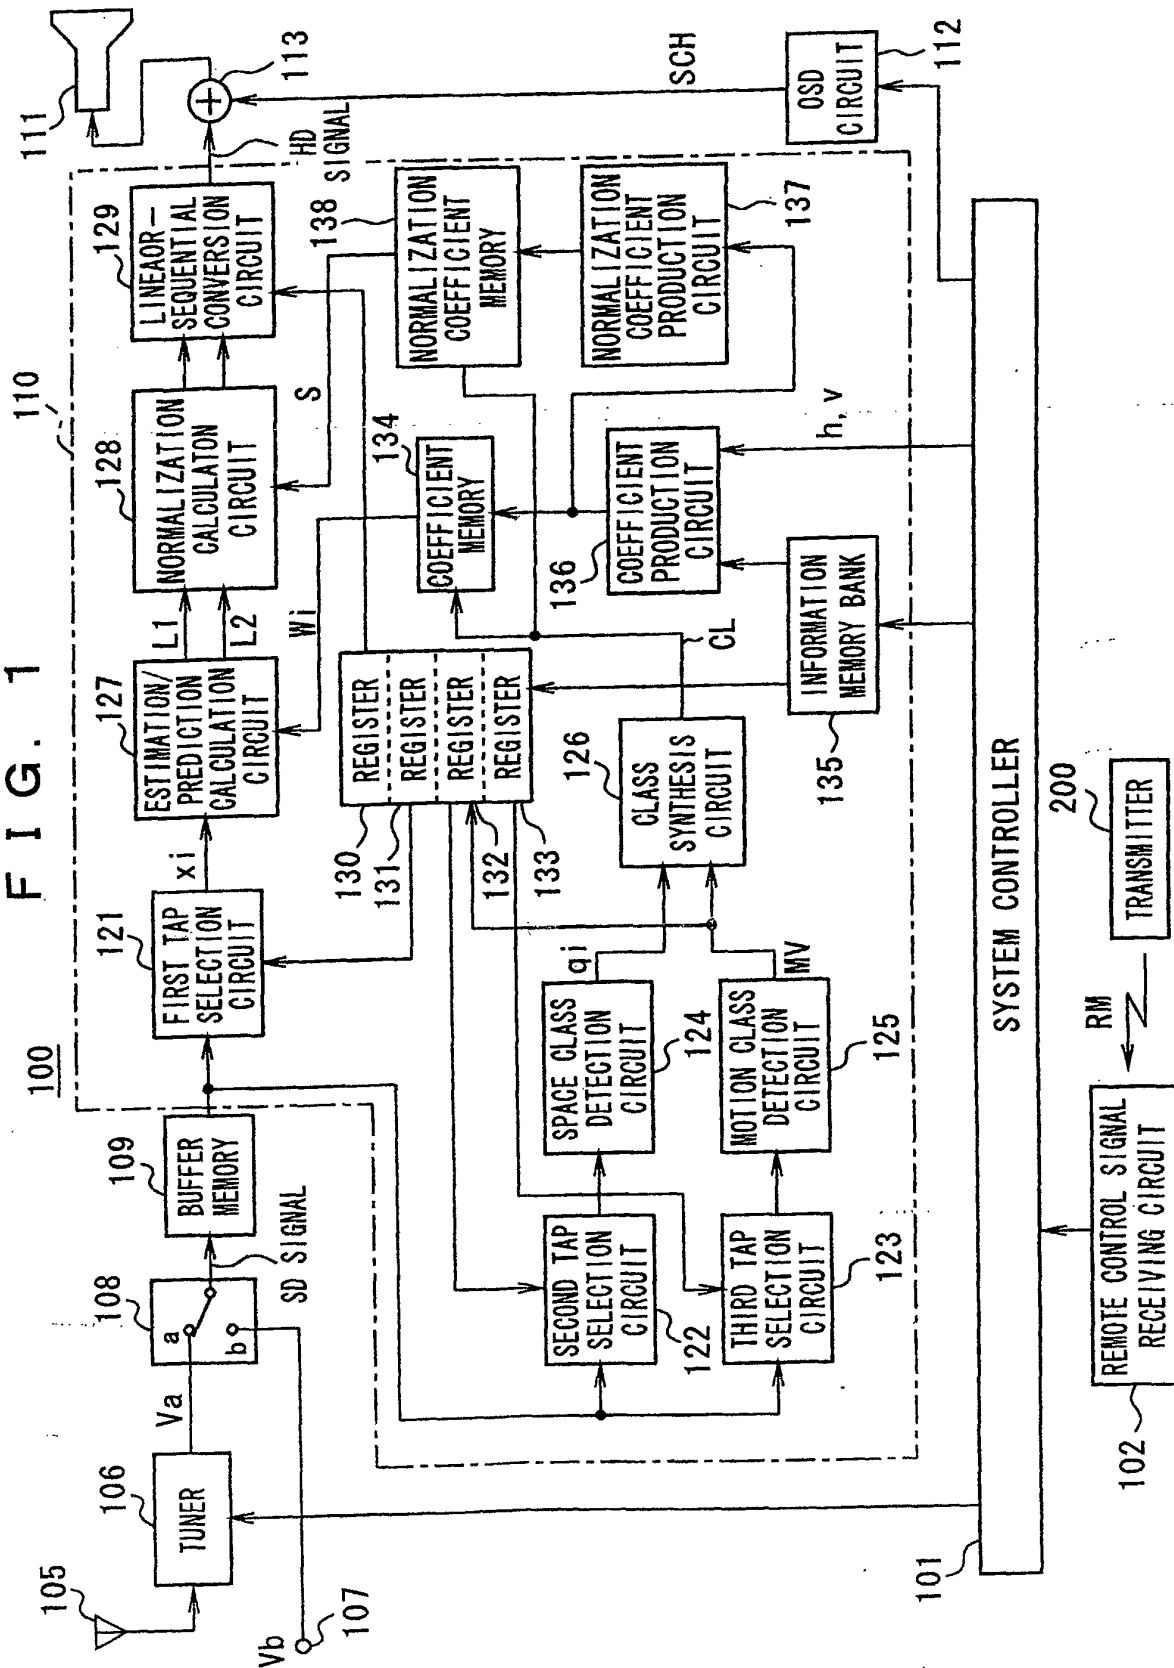 FIG. 1
100
110
105
106
TUNER
Va
Vb
107
108
a
b
SD SIGNAL
109
BUFFER
MEMORY
121
FIRST TAP
SELECTION
CIRCUIT
xi
127
ESTIMATION/
PREDICTION
CALCULATION
CIRCUIT
L1
L2
128
NORMALIZATION
CALCULATON
CIRCUIT
129
LINEAOR-
SEQUENTIAL
CONVERSION
CIRCUIT
HD
SIGNAL
113
111
Wi
S
130
131
132
133
REGISTER
REGISTER
REGISTER
REGISTER
134
COEFFICIENT
MEMORY
138
NORMALIZATION
COEFFICIENT
MEMORY
SCH
122
SECOND TAP
SELECTION
CIRCUIT
124
SPACE CLASS
DETECTION
CIRCUIT
qi
126
CLASS
SYNTHESIS
CIRCUIT
CL
136
COEFFICIENT
PRODUCTION
CIRCUIT
137
NORMALIZATION
COEFFICIENT
PRODUCTION
CIRCUIT
123
THIRD TAP
SELECTION
CIRCUIT
125
MOTION CLASS
DETECTION
CIRCUIT
MV
135
INFORMATION
MEMORY BANK
h, v
112
OSD
CIRCUIT
101
SYSTEM CONTROLLER
102
REMOTE CONTROL SIGNAL
RECEIVING CIRCUIT
RM
200
TRANSMITTER